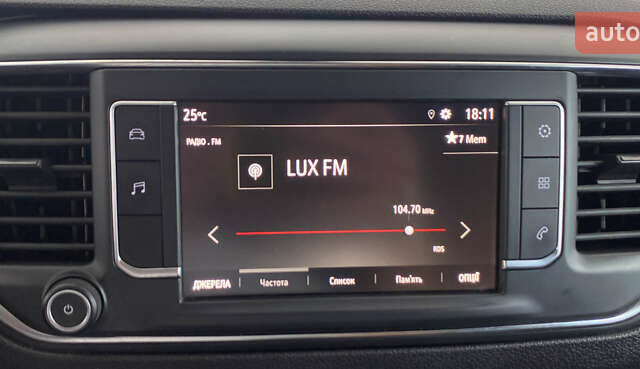 auto
25°C
18:11
РАДІО . FM
★7 Mem
LUX FM
104.70 MHz
RDS
ДЖЕРЕЛА Частота Список Пам'ять ОПЦІЇ